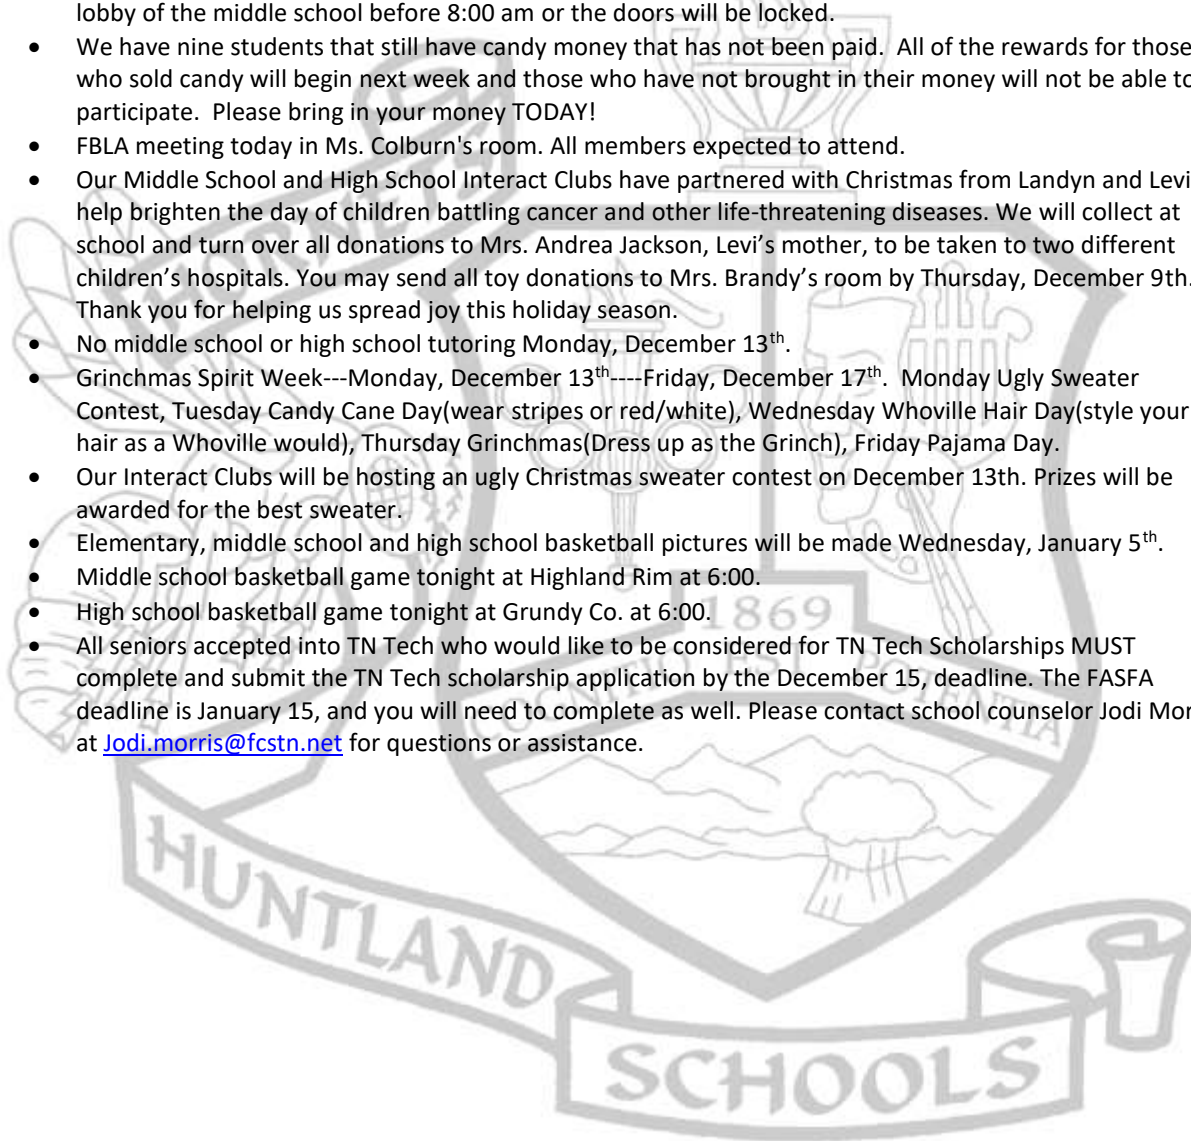 lobby of the middle school before 8:00 am or the doors will be locked.
• We have nine students that still have candy money that has not been paid.  All of the rewards for those
who sold candy will begin next week and those who have not brought in their money will not be able to
participate.  Please bring in your money TODAY!
• FBLA meeting today in Ms. Colburn's room. All members expected to attend.
• Our Middle School and High School Interact Clubs have partnered with Christmas from Landyn and Levi
help brighten the day of children battling cancer and other life-threatening diseases. We will collect at
school and turn over all donations to Mrs. Andrea Jackson, Levi’s mother, to be taken to two different
children’s hospitals. You may send all toy donations to Mrs. Brandy’s room by Thursday, December 9th.
Thank you for helping us spread joy this holiday season.
• No middle school or high school tutoring Monday, December 13th.
• Grinchmas Spirit Week---Monday, December 13th----Friday, December 17th.  Monday Ugly Sweater
Contest, Tuesday Candy Cane Day(wear stripes or red/white), Wednesday Whoville Hair Day(style your
hair as a Whoville would), Thursday Grinchmas(Dress up as the Grinch), Friday Pajama Day.
• Our Interact Clubs will be hosting an ugly Christmas sweater contest on December 13th. Prizes will be
awarded for the best sweater.
• Elementary, middle school and high school basketball pictures will be made Wednesday, January 5th.
• Middle school basketball game tonight at Highland Rim at 6:00.
• High school basketball game tonight at Grundy Co. at 6:00.
• All seniors accepted into TN Tech who would like to be considered for TN Tech Scholarships MUST
complete and submit the TN Tech scholarship application by the December 15, deadline. The FASFA
deadline is January 15, and you will need to complete as well. Please contact school counselor Jodi Mor
at Jodi.morris@fcstn.net for questions or assistance.
HORNETS
1869
COGNITIO EST POTENTIA
HUNTLAND
SCHOOLS